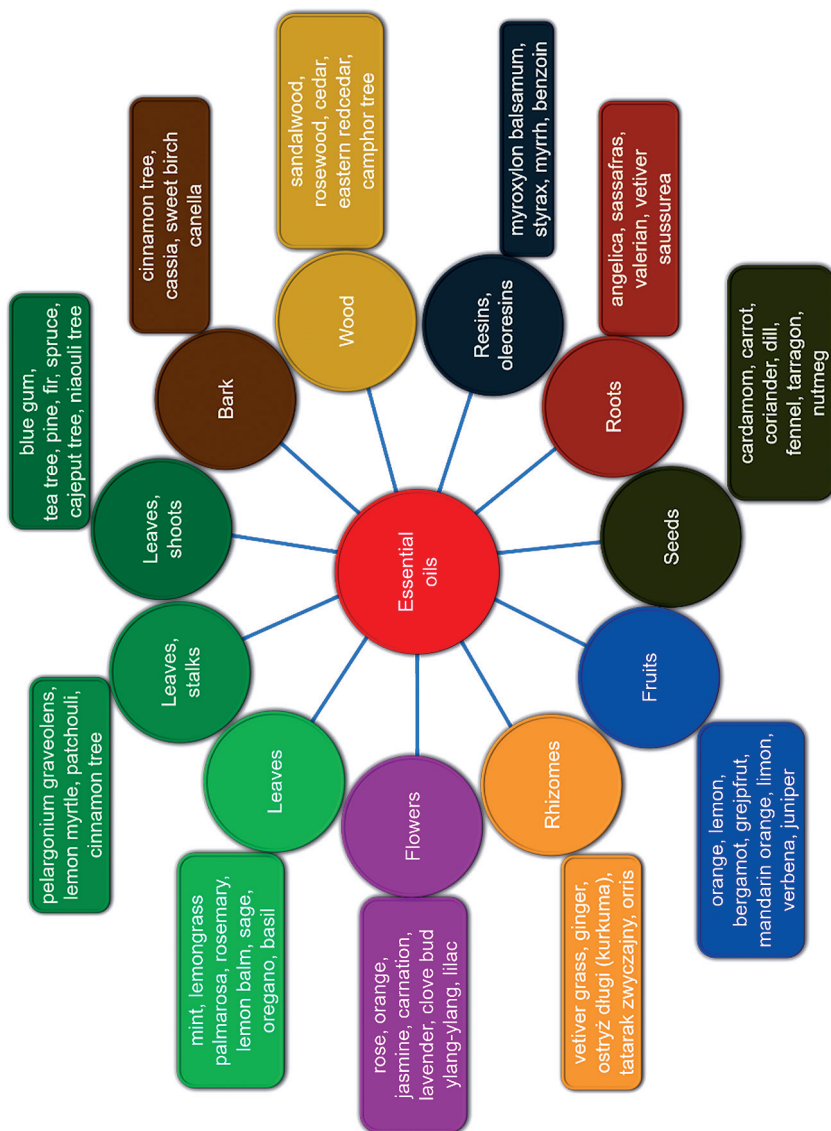 Essential
oils
Wood
sandalwood,
rosewood, cedar,
eastern redcedar,
camphor tree
Resins,
oleoresins
myroxylon balsamum,
styrax, myrrh, benzoin
Roots
angelica, sassafras,
valerian, vetiver
saussurea
Seeds
cardamom, carrot,
coriander, dill,
fennel, tarragon,
nutmeg
Fruits
orange, lemon,
bergamot, grejpfrut,
mandarin orange, limon,
verbena, juniper
Rhizomes
vetiver grass, ginger,
ostryż długi (kurkuma),
tatarak zwyczajny, orris
Flowers
rose, orange,
jasmine, carnation,
lavender, clove bud
ylang-ylang, lilac
Leaves
mint, lemongrass
palmarosa, rosemary,
lemon balm, sage,
oregano, basil
Leaves,
stalks
pelargonium graveolens,
lemon myrtle, patchouli,
cinnamon tree
Leaves,
shoots
blue gum,
tea tree, pine, fir, spruce,
cajeput tree, niaouli tree
Bark
cinnamon tree,
cassia, sweet birch
canella